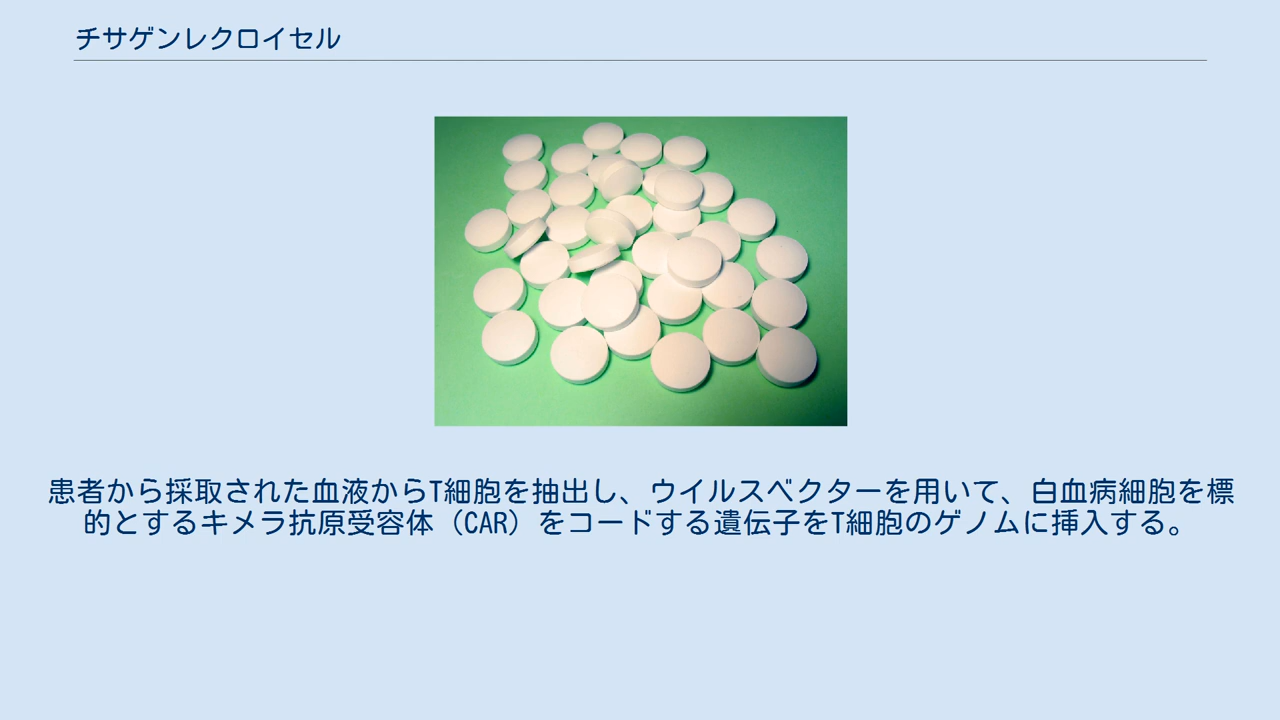 チサゲンレクロイセル
患者から採取された血液からT細胞を抽出し、ウイルスベクターを用いて、白血病細胞を標
的とするキメラ抗原受容体（CAR）をコードする遺伝子をT細胞のゲノムに挿入する。